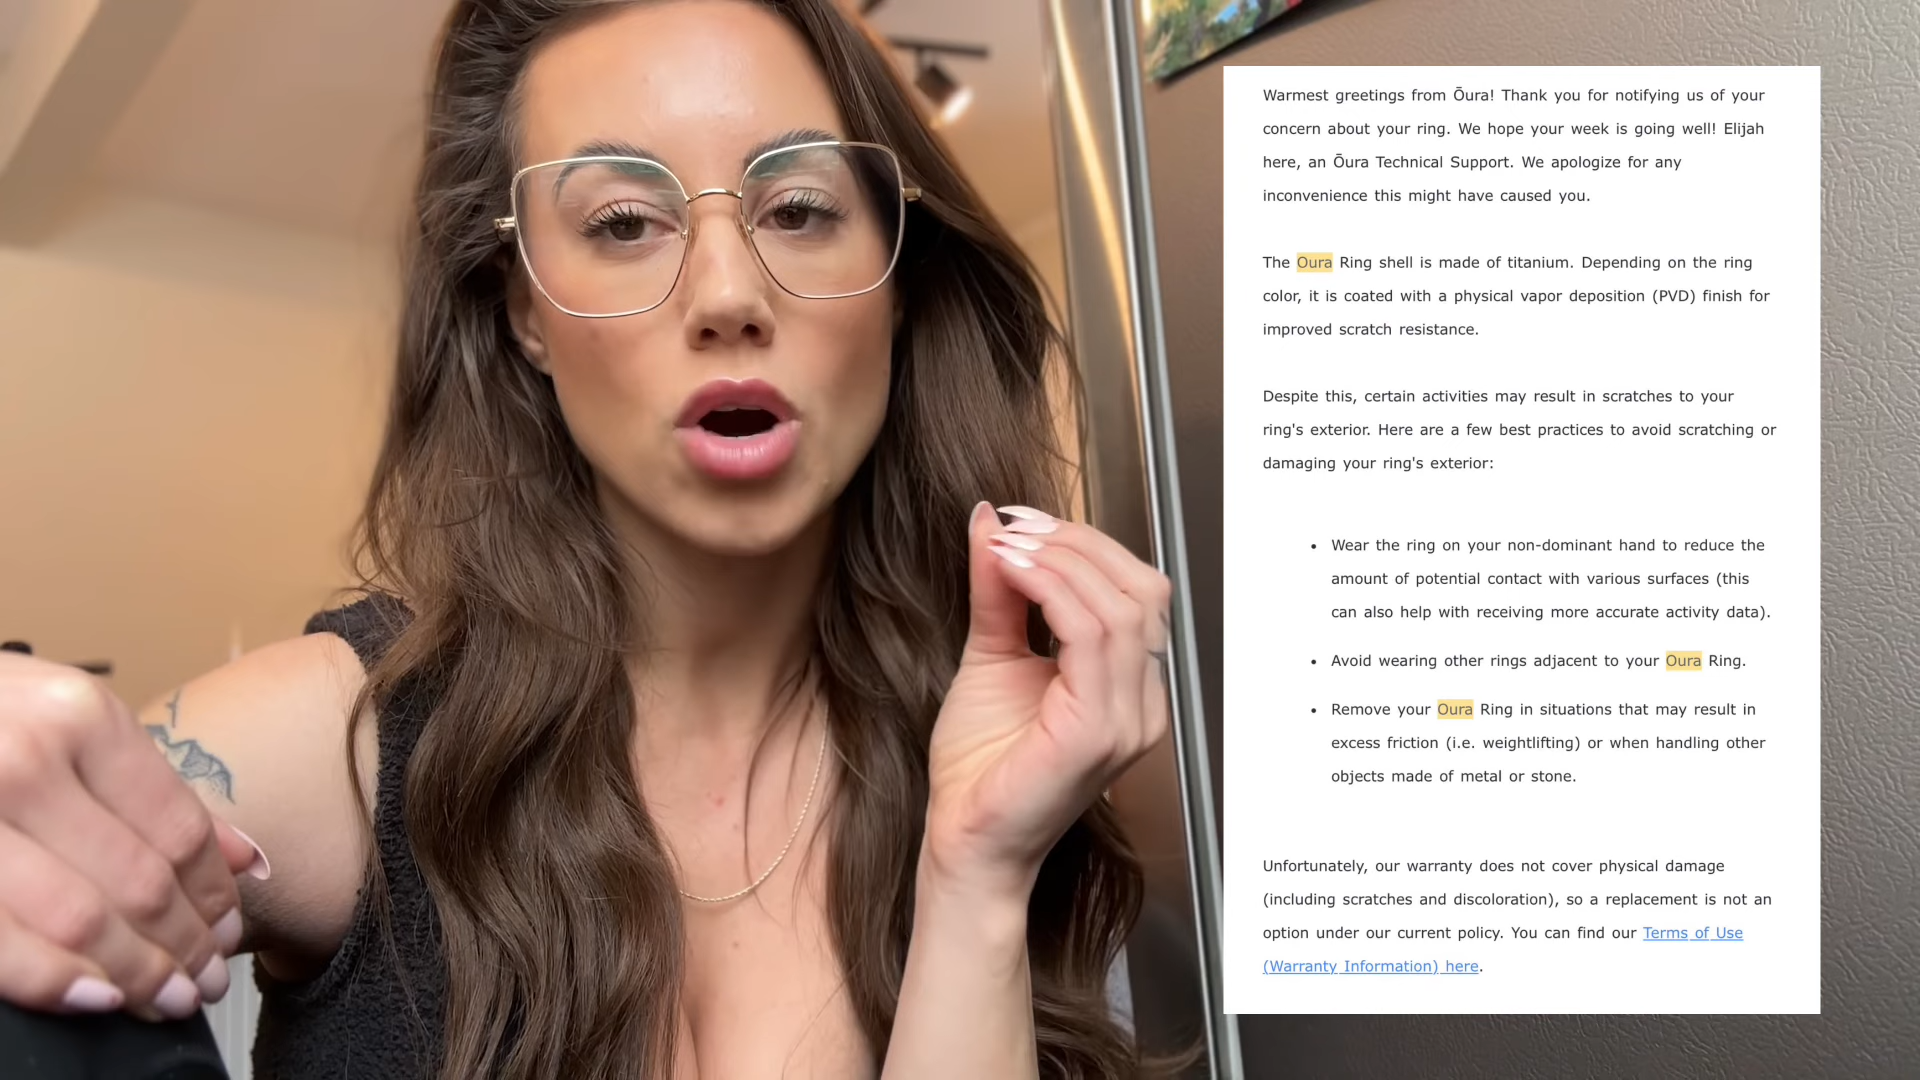 Warmest greetings from Ōura! Thank you for notifying us of your
concern about your ring. We hope your week is going well! Elijah
here, an Ōura Technical Support. We apologize for any
inconvenience this might have caused you.
The Oura Ring shell is made of titanium. Depending on the ring
color, it is coated with a physical vapor deposition (PVD) finish for
improved scratch resistance.
Despite this, certain activities may result in scratches to your
ring's exterior. Here are a few best practices to avoid scratching or
damaging your ring's exterior:
• Wear the ring on your non-dominant hand to reduce the
amount of potential contact with various surfaces (this
can also help with receiving more accurate activity data).
• Avoid wearing other rings adjacent to your Oura Ring.
• Remove your Oura Ring in situations that may result in
excess friction (i.e. weightlifting) or when handling other
objects made of metal or stone.
Unfortunately, our warranty does not cover physical damage
(including scratches and discoloration), so a replacement is not an
option under our current policy. You can find our Terms of Use
(Warranty Information) here.